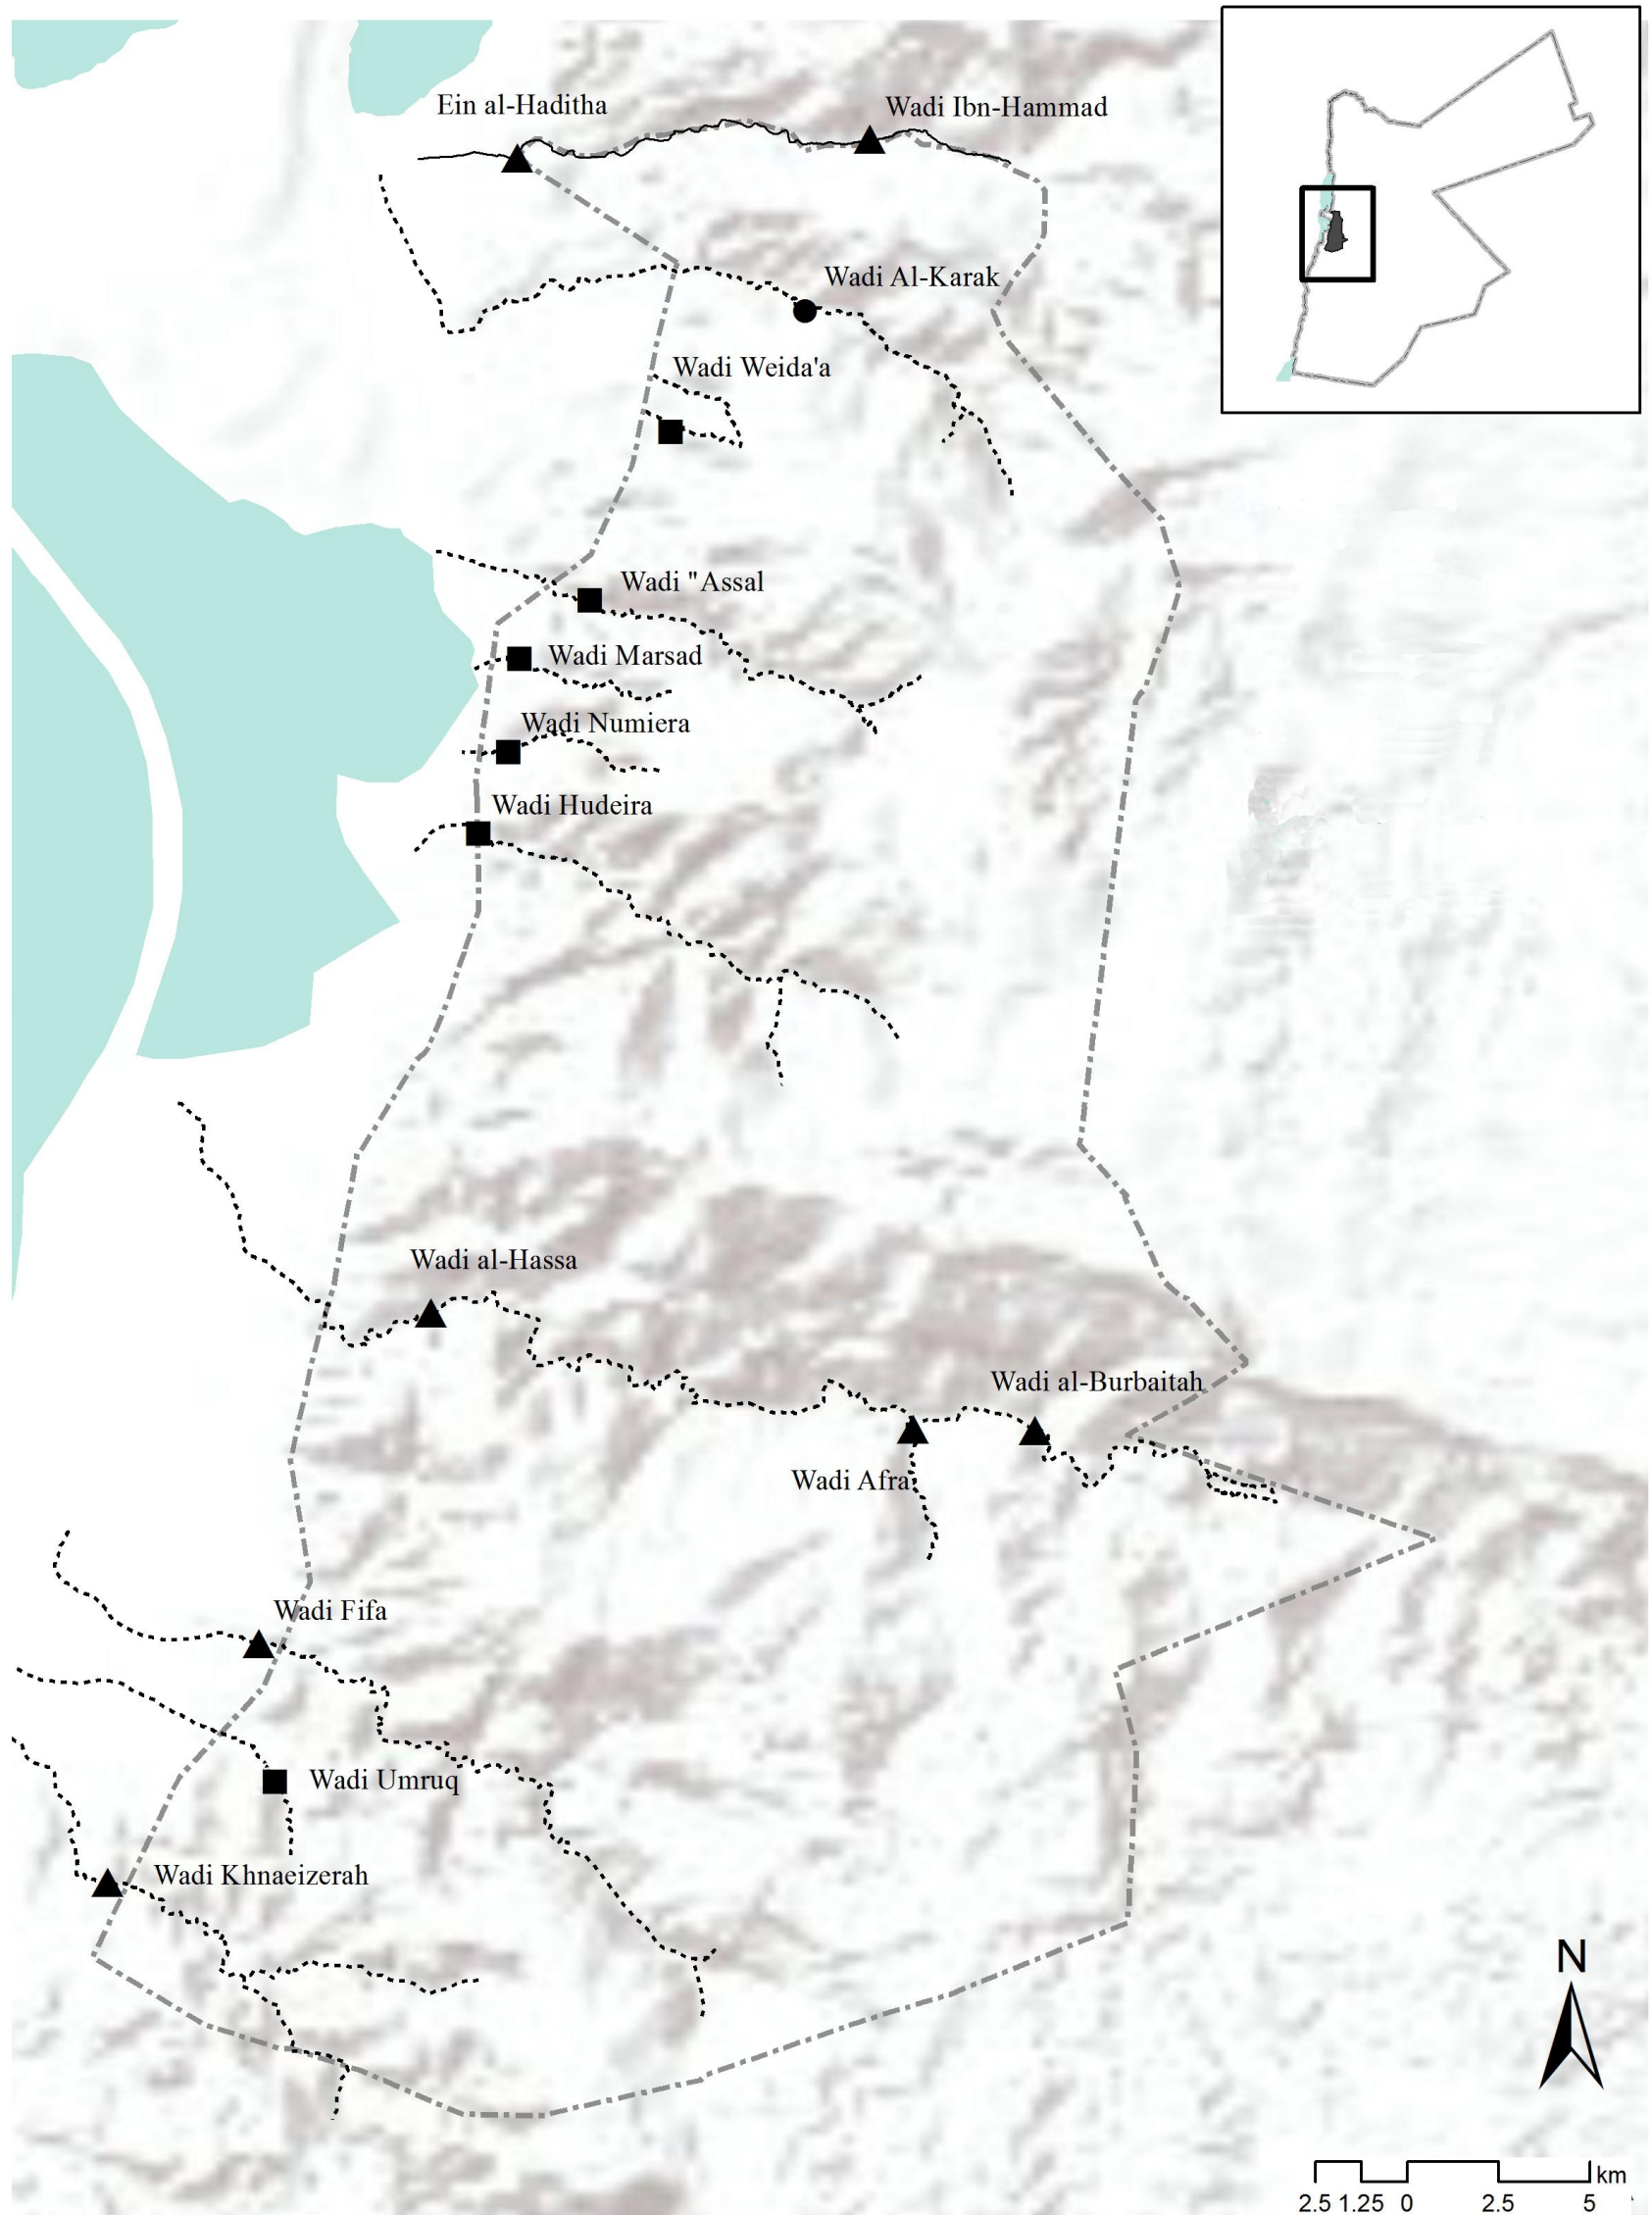 Ein al-Haditha
Wadi Ibn-Hammad
Wadi Al-Karak
Wadi Weida'a
Wadi "Assal
Wadi Marsad
Wadi Numiera
Wadi Hudeira
Wadi al-Hassa
Wadi al-Burbaitah
Wadi Afra
Wadi Fifa
Wadi Umruq
Wadi Khnaeizerah
N
km
2.5 1.25 0 2.5 5